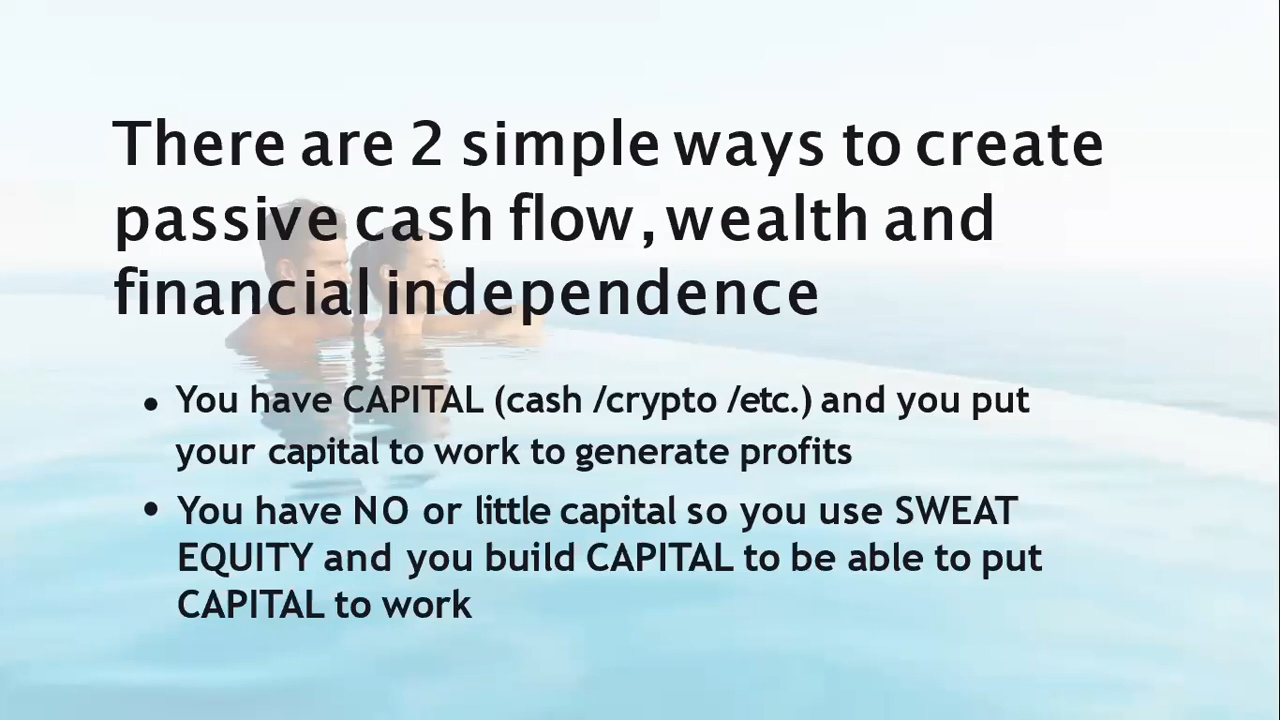 There are 2 simple ways to create
passive cash flow, wealth and
financial independence
• You have CAPITAL (cash /crypto /etc.) and you put
your capital to work to generate profits
• You have NO or little capital so you use SWEAT
EQUITY and you build CAPITAL to be able to put
CAPITAL to work